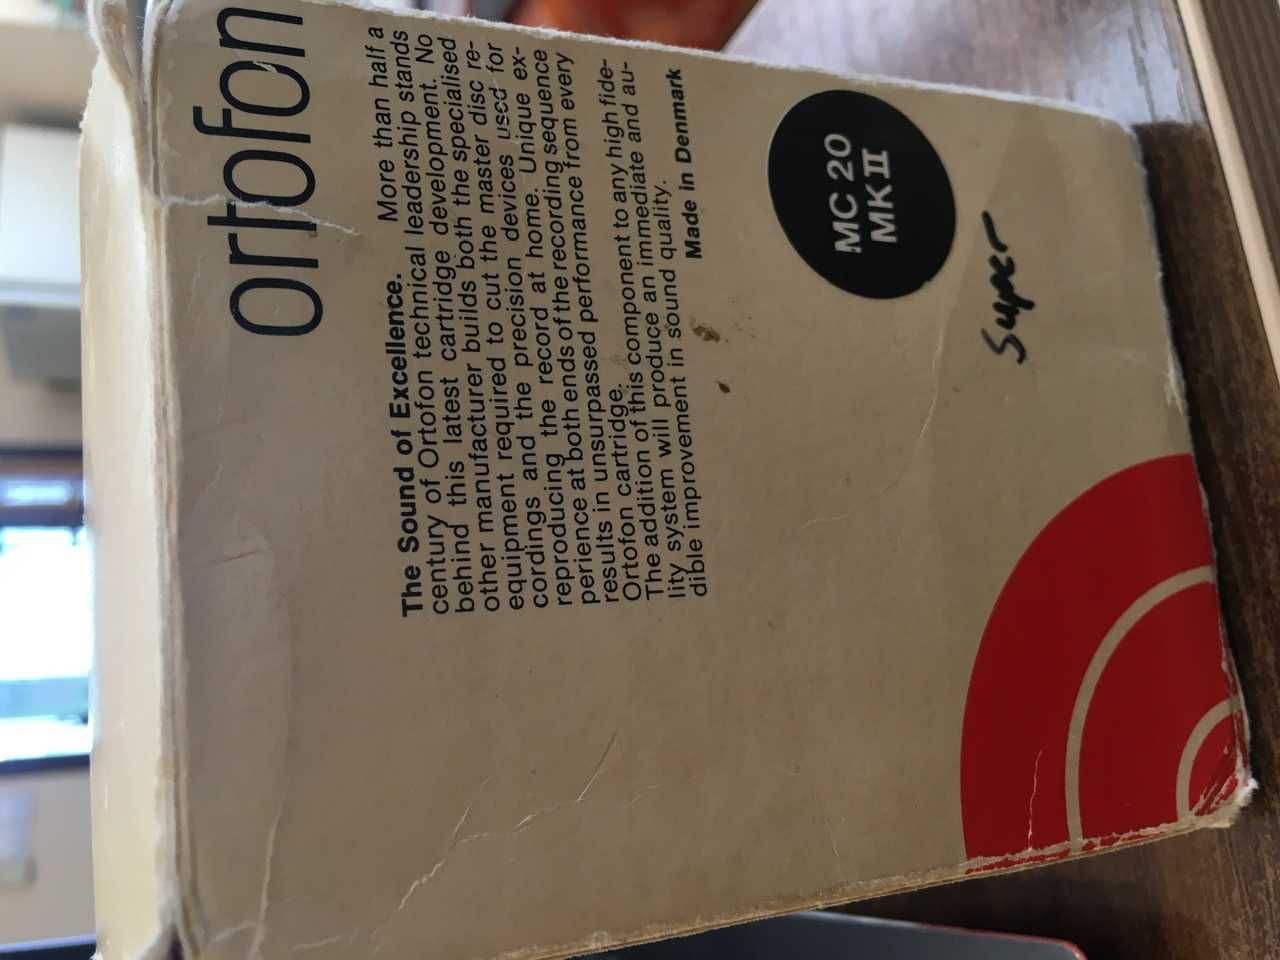 ortofon
The Sound of Excellence. More than half a
century of Ortofon technical leadership stands
behind this latest cartridge development. No
other manufacturer builds both the specialised
equipment required to cut the master disc re-
cordings and the precision devices used for
reproducing the record at home. Unique ex-
perience at both ends of the recording sequence
results in unsurpassed performance from every
Ortofon cartridge.
The addition of this component to any high fide-
lity system will produce an immediate and au-
dible improvement in sound quality.
Made in Denmark
MC 20
MK II
Super